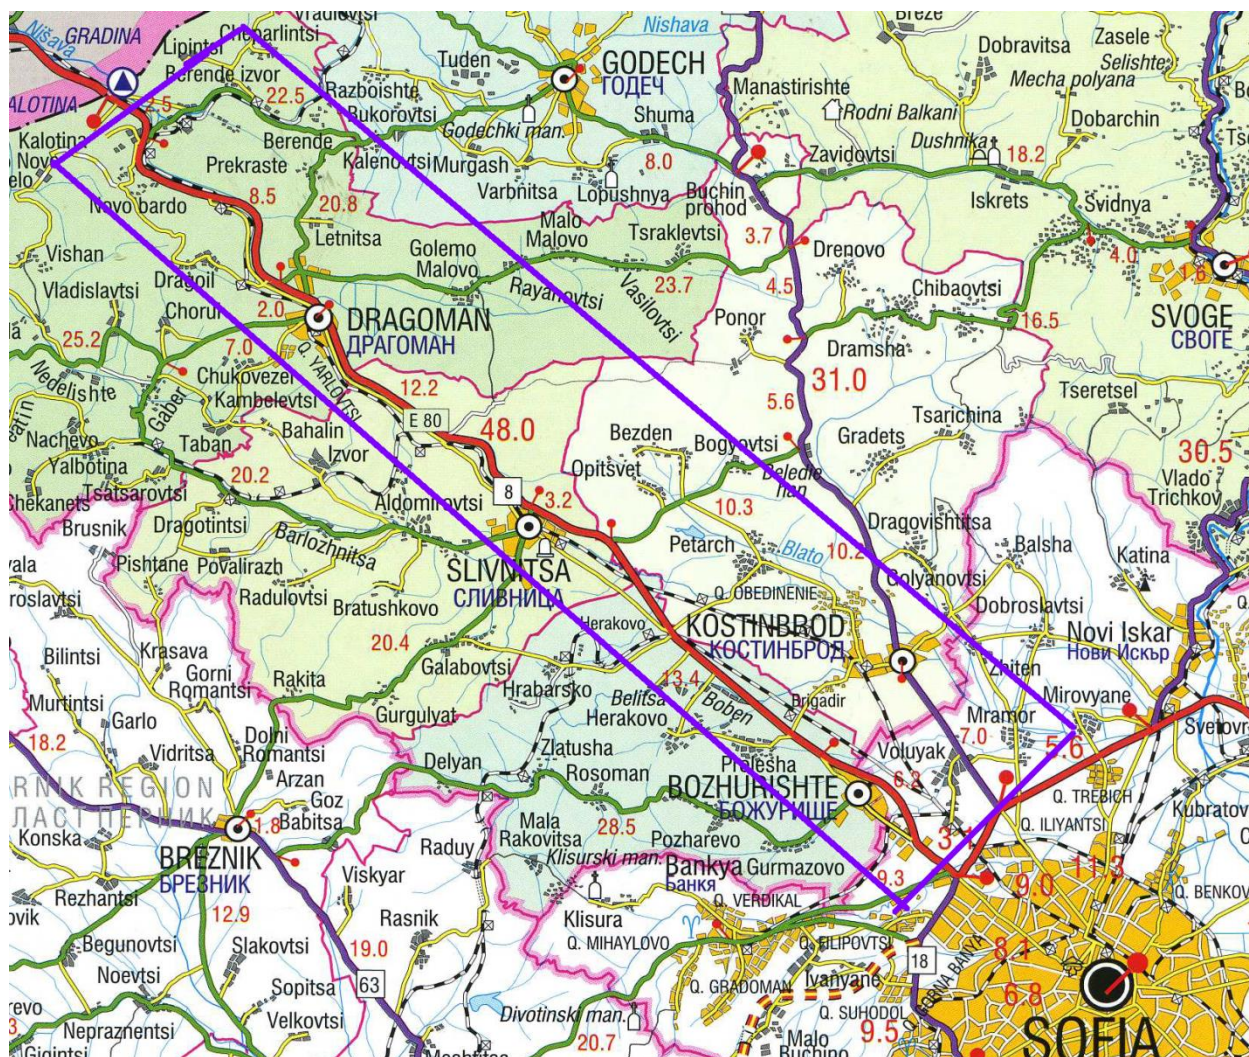 Vradlovtsi
Nishava
Breze
Nišava
GRADINA
Lipintsi
Cheparlintsi
Tuden
GODECH
ГОДЕЧ
Dobravitsa
Zasele
Selishte
Mecha polyana
Berende izvor
Razboishte
Manastirishte
2.5
22.5
Bukorovtsi
Godechki man.
Shuma
Rodni Balkani
Dobarchin
Kalotina
Berende
Dushnika
Kalenovtsi
Murgash
8.0
Zavidovtsi
18.2
Prekraste
Varbnitsa
Lopushnya
Buchin
prohod
Iskrets
8.5
20.8
Malo
Malovo
Svidnya
Novo bardo
Letnitsa
Golemo
Malovo
Tsraklevtsi
3.7
Drenovo
4.0
1.6
Vishan
Dragoil
Rayanovtsi
Vasilovtsi
23.7
4.5
Chibaovtsi
Vladislavtsi
Chorul
2.0
DRAGOMAN
ДРАГОМАН
Ponor
16.5
SVOGE
СВОГЕ
25.2
7.0
Q. YARLOVTSI
Dramsha
Nedelishte
Chukovezer
12.2
31.0
Tseretsel
Gaber
Kambelevtsi
E 80
48.0
5.6
Tsarichina
Nachevo
Taban
Bahalin
Bezden
Bogyovtsi
Gradets
30.5
Yalbotina
Izvor
Opitsvet
Beledie
han
Vlado
Trichkov
Tsatsarovtsi
20.2
8
3.2
10.3
Brusnik
Dragotintsi
Aldomirovtsi
Dragovishtitsa
Barlozhnitsa
Petarch
Blato
10.2
Balsha
Katina
Pishtane
Povalirazh
SLIVNITSA
СЛИВНИЦА
Golyanovtsi
Radulovtsi
Bratushkovo
Q. OBEDINENIE
Dobroslavtsi
Krasava
20.4
Herakovo
KOSTINBROD
КОСТИНБРОД
Novi Iskar
Нови Искър
Bilintsi
Gorni
Romantsi
Rakita
Galabovtsi
Zhiten
Murtintsi
Hrabarsko
13.4
Belitsa
Herakovo
Boben
Brigadir
Mirovyane
Garlo
Gurgulyat
Mramor
18.2
Vidritsa
Dolni
Romantsi
Zlatusha
Voluyak
7.0
5.6
Delyan
Rosoman
Prolesha
Arzan
BOZHURISHTE
БОЖУРИЩЕ
6.2
Q. TREBICH
Goz
Babitsa
Mala
Rakovitsa
28.5
Q. ILIYANTSI
Konska
1.8
Pozharevo
BREZNIK
БРЕЗНИК
Raduy
Klisurski man.
Bankya
Банкя
Gurmazovo
11.3
Viskyar
9.3
9.0
Rezhantsi
Q. VERDIKAL
12.9
Rasnik
Klisura
Q. MIHAYLOVO
Q. FILIPOVTSI
Begunovtsi
Slakovtsi
19.0
18
8.1
Noevtsi
Sopitsa
63
Q. GRADOMAN
Ivanyane
6.8
Velkovtsi
Divotinski man.
Q. SUHODOL
Nepraznentsi
20.7
Malo
Buchino
9.5
SOFIA